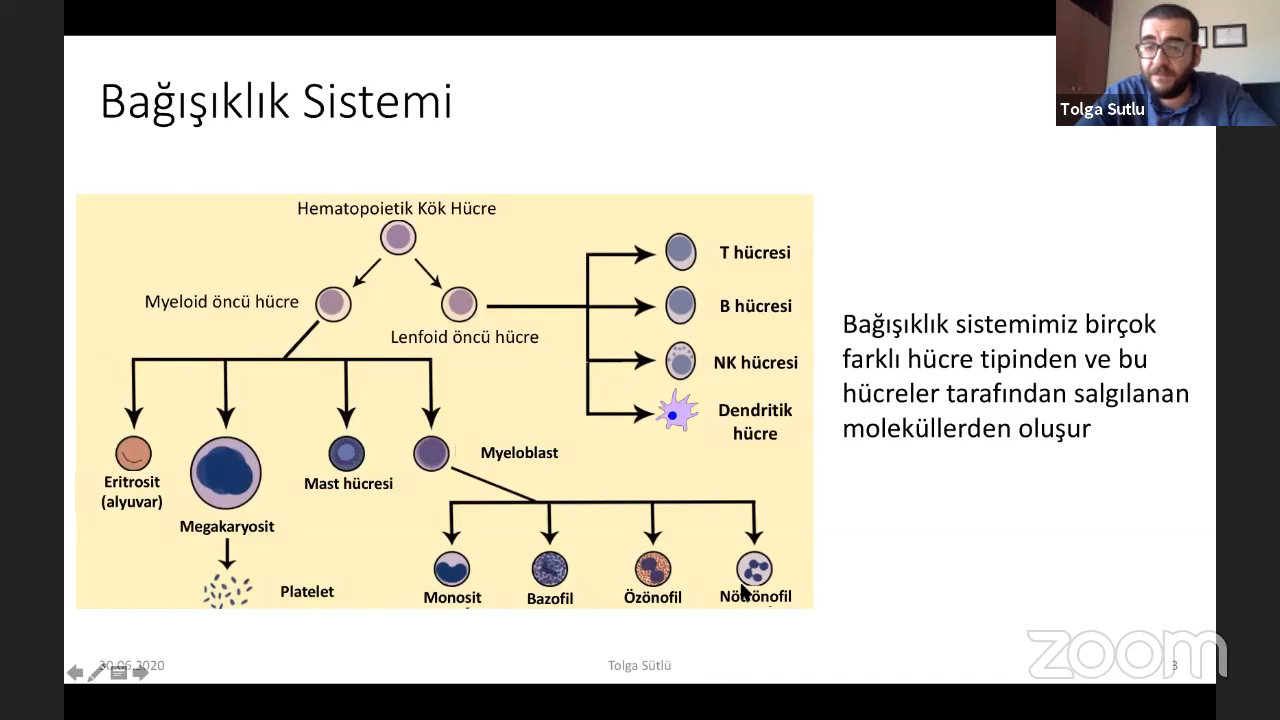 Bağışıklık Sistemi
Tolga Sutlu
Hematopoietik Kök Hücre
Myeloid öncü hücre
Lenfoid öncü hücre
T hücresi
B hücresi
NK hücresi
Dendritik
hücre
Eritrosit
(alyuvar)
Megakaryosit
Mast hücresi
Myeloblast
Platelet
Monosit
Bazofil
Özönofil
Nötrönofil
Bağışıklık sistemimiz birçok
farklı hücre tipinden ve bu
hücreler tarafından salgılanan
moleküllerden oluşur
30.06.2020
Tolga Sütlü
3
zoom